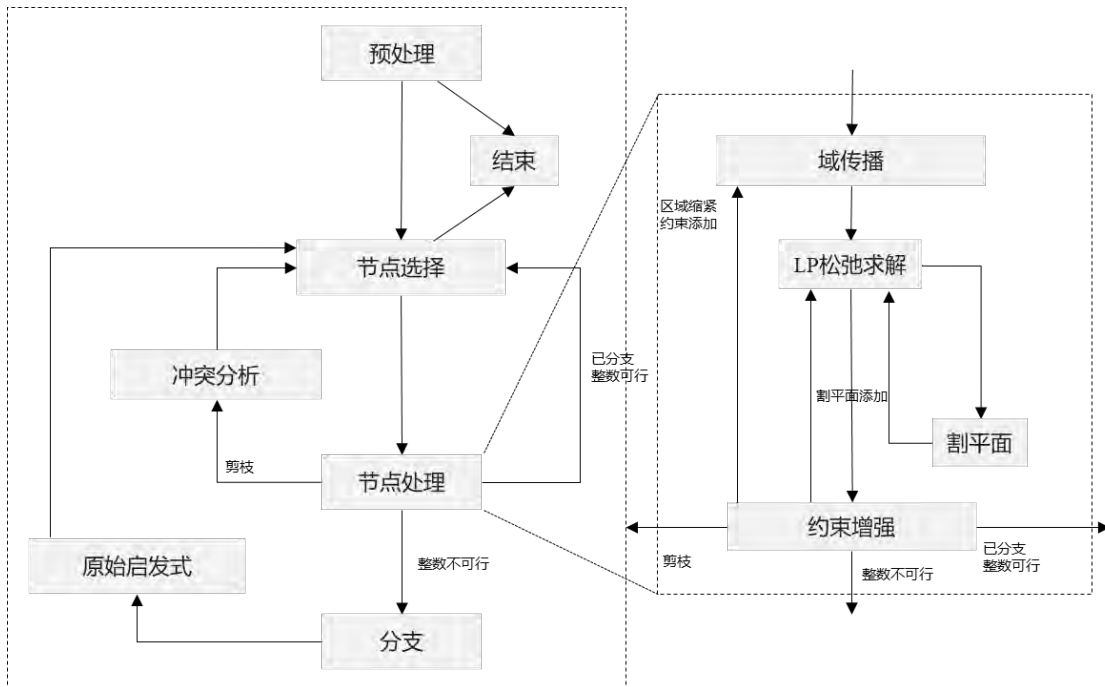 预处理
结束
节点选择
冲突分析
已分支
整数可行
剪枝
节点处理
整数不可行
原始启发式
分支
域传播
区域缩紧
约束添加
LP松弛求解
割平面添加
割平面
约束增强
剪枝
整数不可行
已分支
整数可行